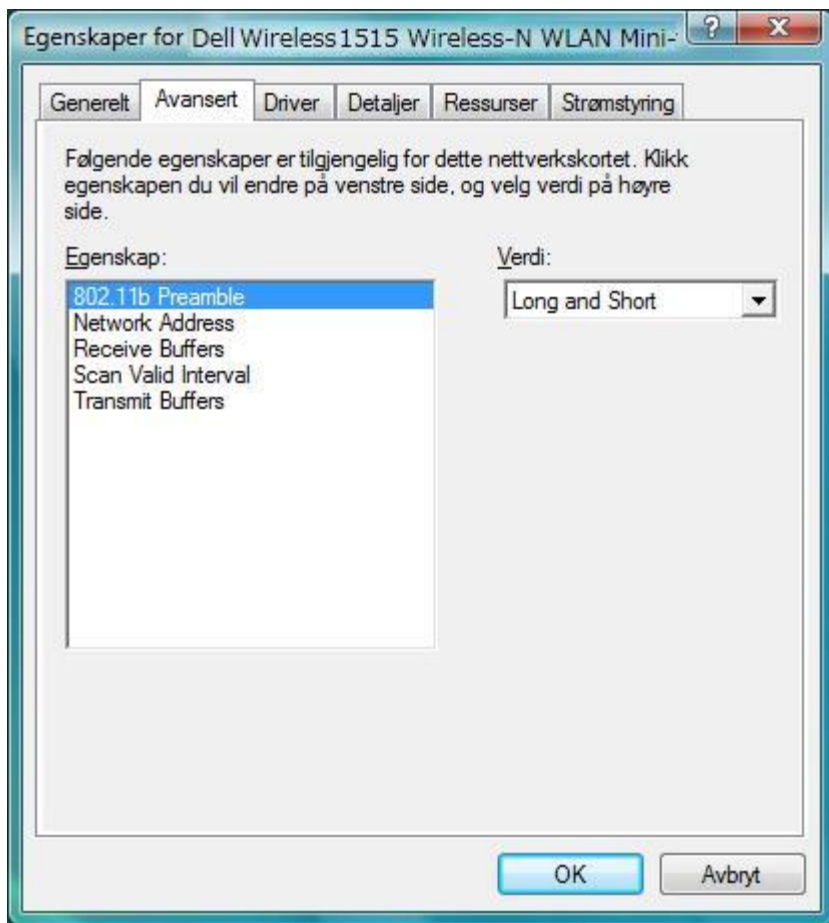 Egenskaper for Dell Wireless1515 Wireless-N WLAN Mini-
?
X
Generelt Avansert Driver Detaljer Ressurser Strømstyring
Følgende egenskaper er tilgjengelig for dette nettverkskortet. Klikk
egenskapen du vil endre på venstre side, og velg verdi på høyre
side.
Egenskap:
Verdi:
802.11b Preamble
Network Address
Receive Buffers
Scan Valid Interval
Transmit Buffers
Long and Short
OK
Avbryt